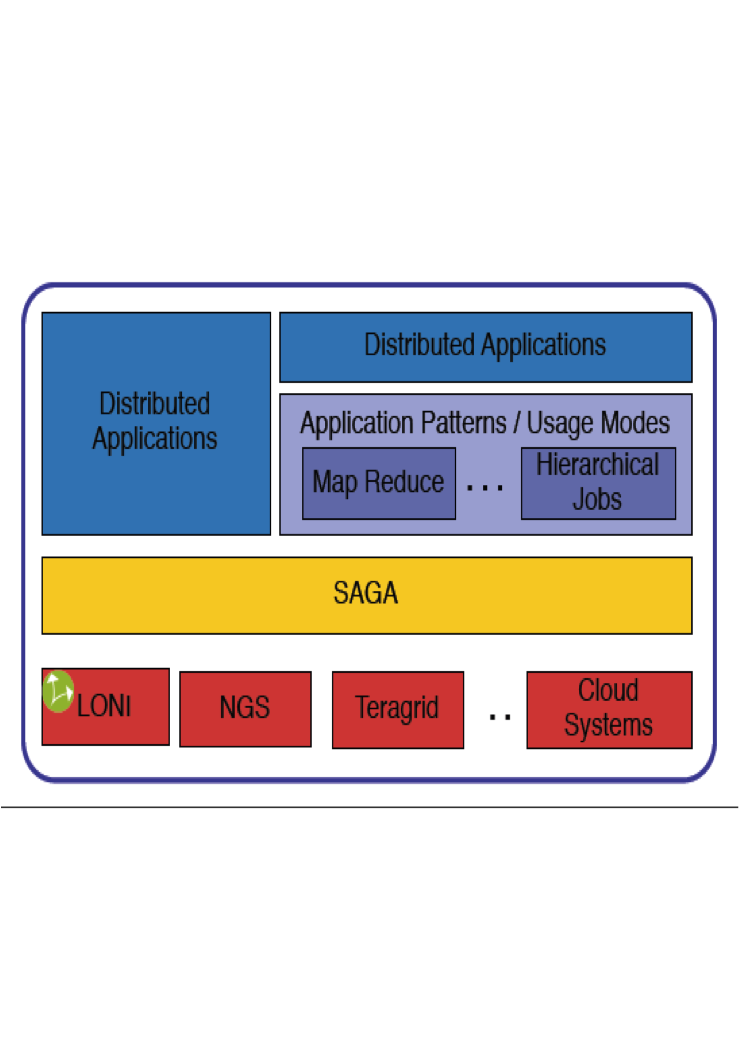 Distributed
Applications
Distributed Applications
Application Patterns / Usage Modes
Map Reduce
...
Hierarchical
Jobs
SAGA
LONI
NGS
Teragrid
..
Cloud
Systems